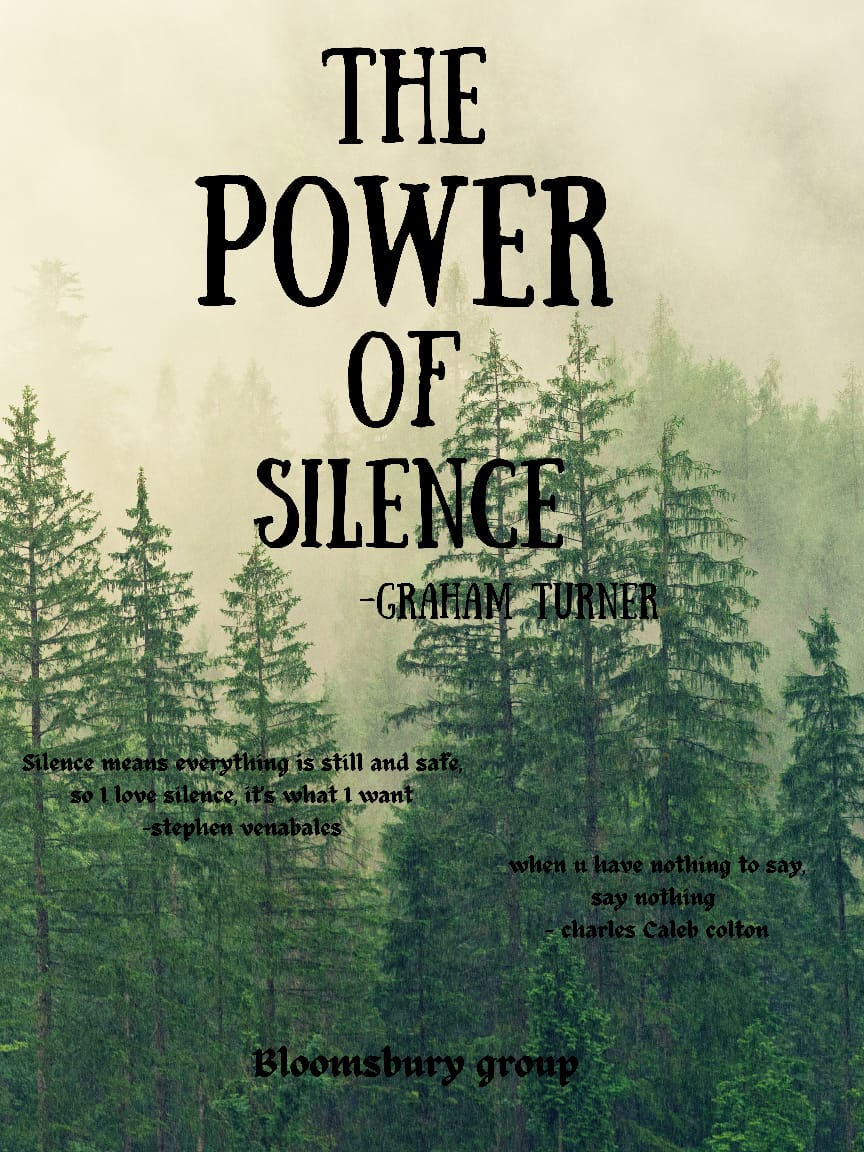 THE
POWER
OF
SILENCE
-GRAHAM TURNER
Silence means everything is still and safe,
so I love silence, it's what I want
-stephen venabales
when u have nothing to say,
say nothing
- charles Caleb colton
Bloomsbury group